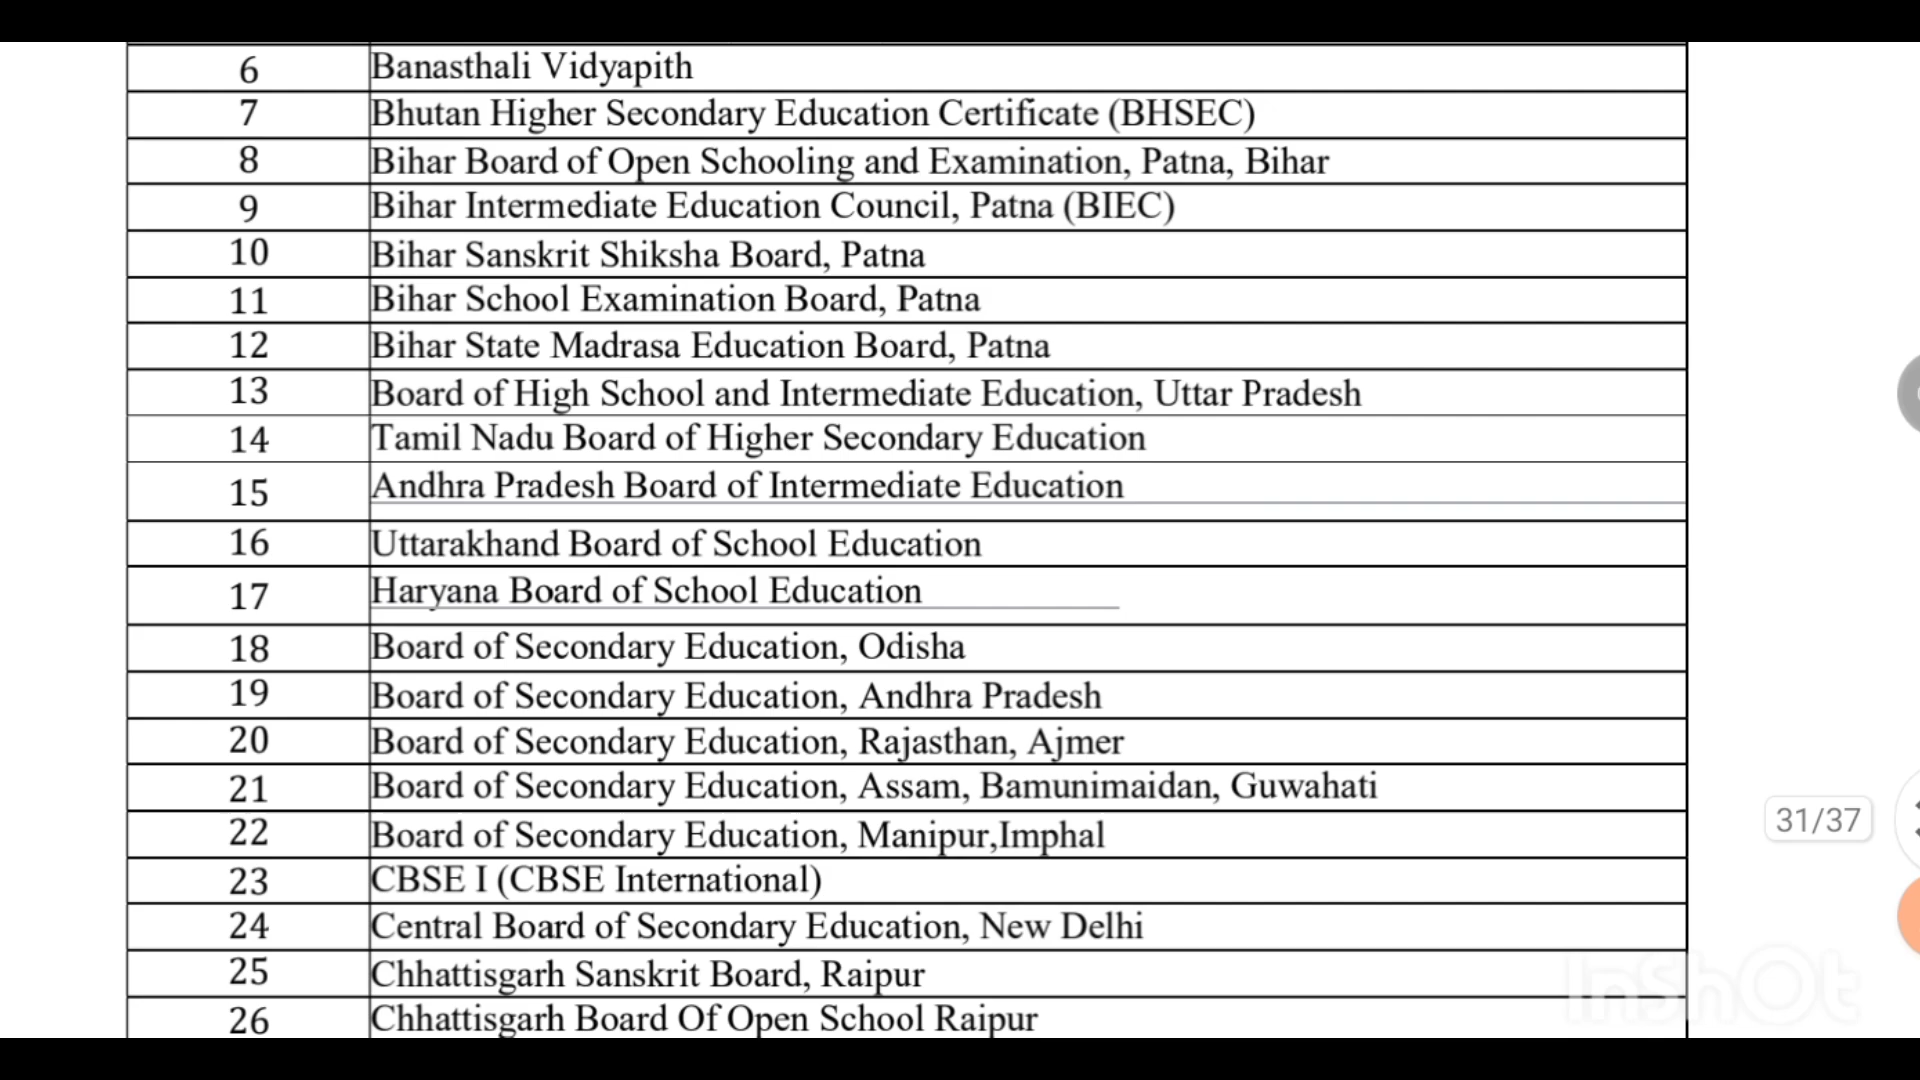 6 Banasthali Vidyapith
7 Bhutan Higher Secondary Education Certificate (BHSEC)
8 Bihar Board of Open Schooling and Examination, Patna, Bihar
9 Bihar Intermediate Education Council, Patna (BIEC)
10 Bihar Sanskrit Shiksha Board, Patna
11 Bihar School Examination Board, Patna
12 Bihar State Madrasa Education Board, Patna
13 Board of High School and Intermediate Education, Uttar Pradesh
14 Tamil Nadu Board of Higher Secondary Education
15 Andhra Pradesh Board of Intermediate Education
16 Uttarakhand Board of School Education
17 Haryana Board of School Education
18 Board of Secondary Education, Odisha
19 Board of Secondary Education, Andhra Pradesh
20 Board of Secondary Education, Rajasthan, Ajmer
21 Board of Secondary Education, Assam, Bamunimaidan, Guwahati
22 Board of Secondary Education, Manipur,Imphal
23 CBSE I (CBSE International)
24 Central Board of Secondary Education, New Delhi
25 Chhattisgarh Sanskrit Board, Raipur
26 Chhattisgarh Board Of Open School Raipur
31/37
InShOt